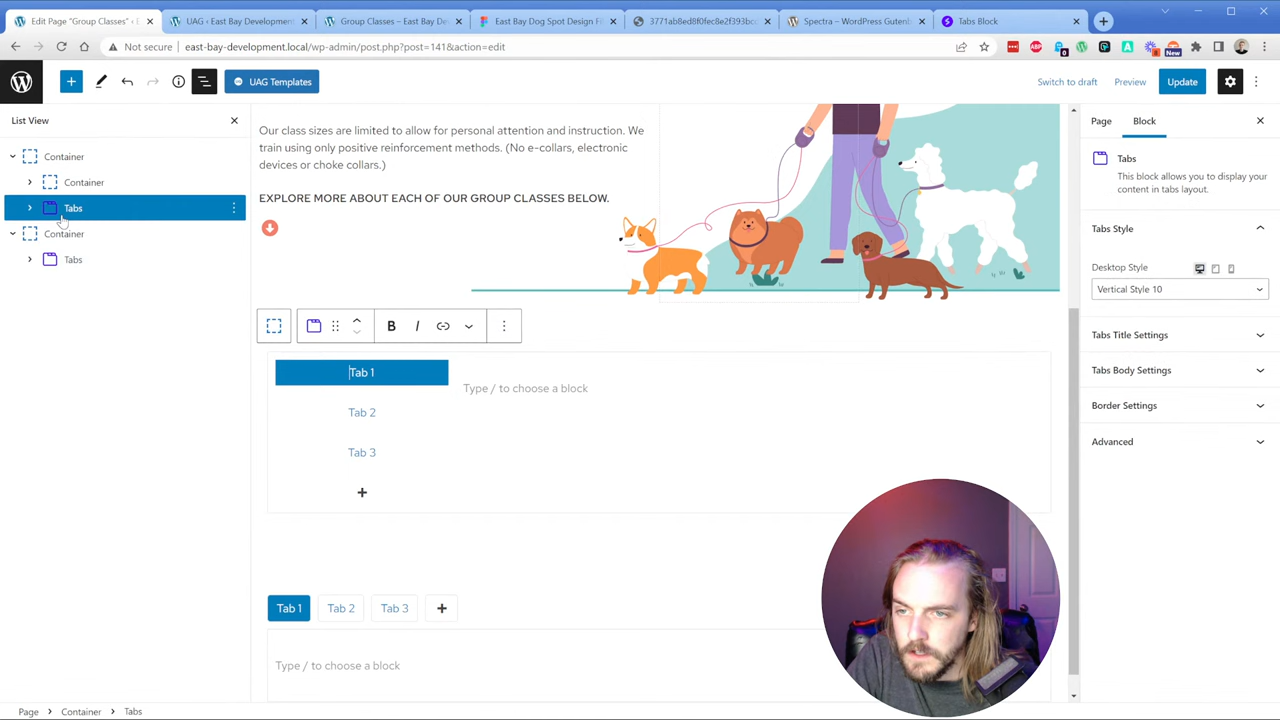 Edit Page "Group Classes" ‹ E
UAG ‹ East Bay Development
Group Classes – East Bay De
East Bay Dog Spot Design F
3771ab8ed8f0fec8e2f393bc
Spectra – WordPress Gutenb
Tabs Block
Not secure
east-bay-development.local/wp-admin/post.php?post=141&action=edit
ABP
0
New
UAG Templates
Switch to draft
Preview
Update
List View
Container
Container
Tabs
Container
Tabs
Our class sizes are limited to allow for personal attention and instruction. We
train using only positive reinforcement methods. (No e-collars, electronic
devices or choke collars.)
EXPLORE MORE ABOUT EACH OF OUR GROUP CLASSES BELOW.
B
I
Tab 1
Type / to choose a block
Tab 2
Tab 3
+
Tab 1
Tab 2
Tab 3
+
Type / to choose a block
Page
Block
Tabs
This block allows you to display your
content in tabs layout.
Tabs Style
Desktop Style
Vertical Style 10
Tabs Title Settings
Tabs Body Settings
Border Settings
Advanced
Page › Container › Tabs